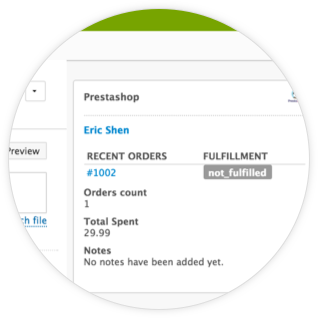 Prestashop
Eric Shen
Preview
RECENT ORDERS FULFILLMENT
#1002 not_fulfilled
Orders count
1
file
Total Spent
29.99
Notes
No notes have been added yet.